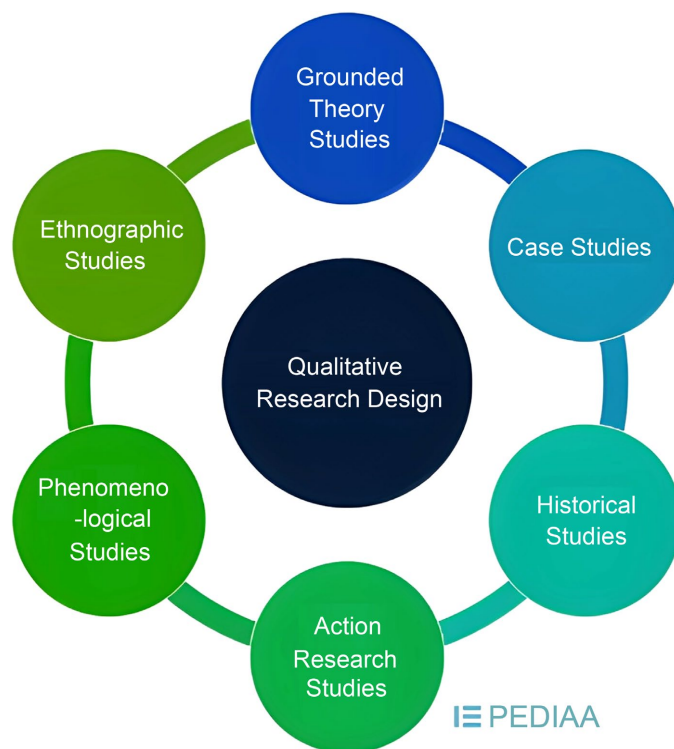 Grounded
Theory
Studies
Case Studies
Historical
Studies
Action
Research
Studies
Phenomeno
-logical
Studies
Ethnographic
Studies
Qualitative
Research Design
PEDIAA